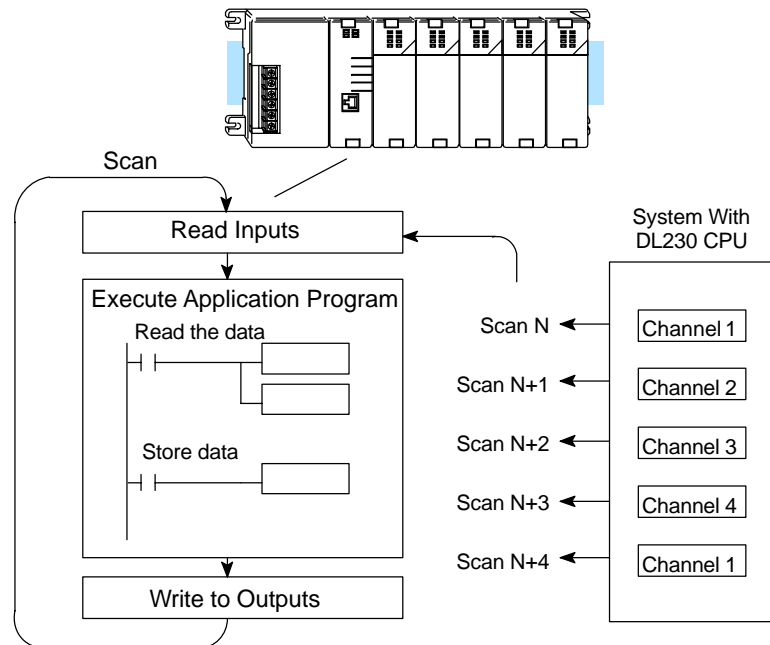 Scan
Read Inputs
Execute Application Program
Read the data
Store data
Write to Outputs
System With
DL230 CPU
Scan N
Channel 1
Scan N+1
Channel 2
Scan N+2
Channel 3
Scan N+3
Channel 4
Scan N+4
Channel 1